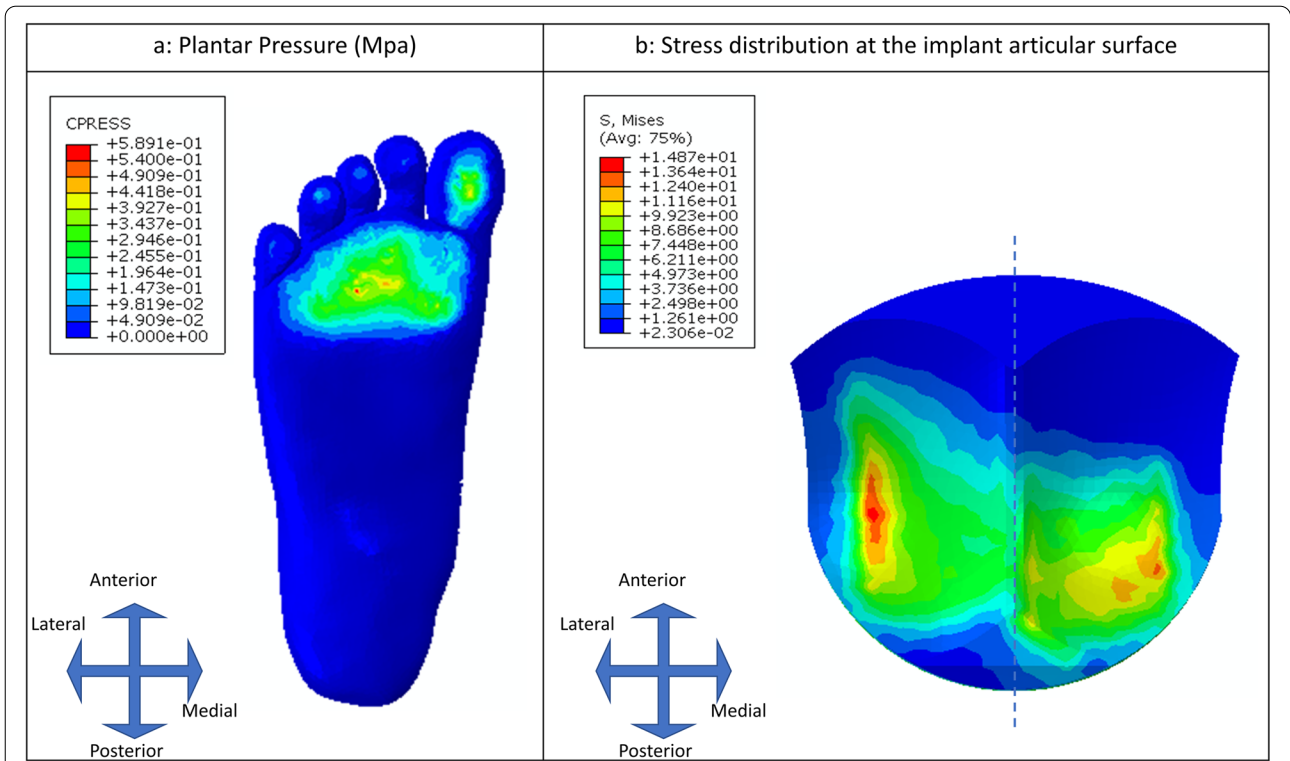 a: Plantar Pressure (Mpa)
b: Stress distribution at the implant articular surface
CPRESS
+5.891e-01
+5.400e-01
+4.909e-01
+4.418e-01
+3.927e-01
+3.437e-01
+2.946e-01
+2.455e-01
+1.964e-01
+1.473e-01
+9.819e-02
+4.909e-02
+0.000e+00
Anterior
Lateral
Medial
Posterior
S, Mises
(Avg: 75%)
+1.487e+01
+1.364e+01
+1.240e+01
+1.116e+01
+9.923e+00
+8.686e+00
+7.448e+00
+6.211e+00
+4.973e+00
+3.736e+00
+2.498e+00
+1.261e+00
+2.306e-02
Anterior
Lateral
Medial
Posterior